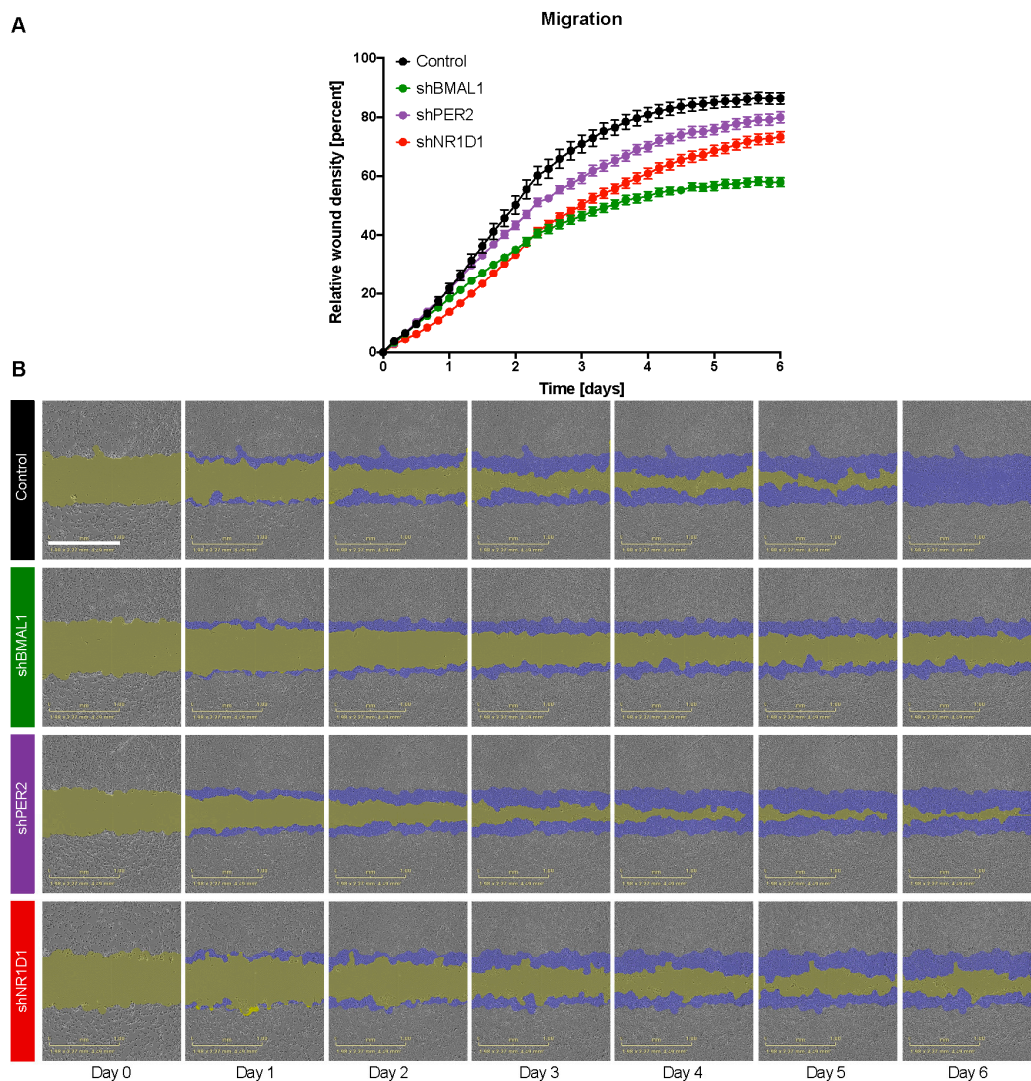 A
Migration
Relative wound density [percent]
100
80
60
40
20
0
Control
shBMAL1
shPER2
shNR1D1
0 1 2 3 4 5 6
Time [days]
B
Control
shBMAL1
shPER2
shNR1D1
Day 0 Day 1 Day 2 Day 3 Day 4 Day 5 Day 6